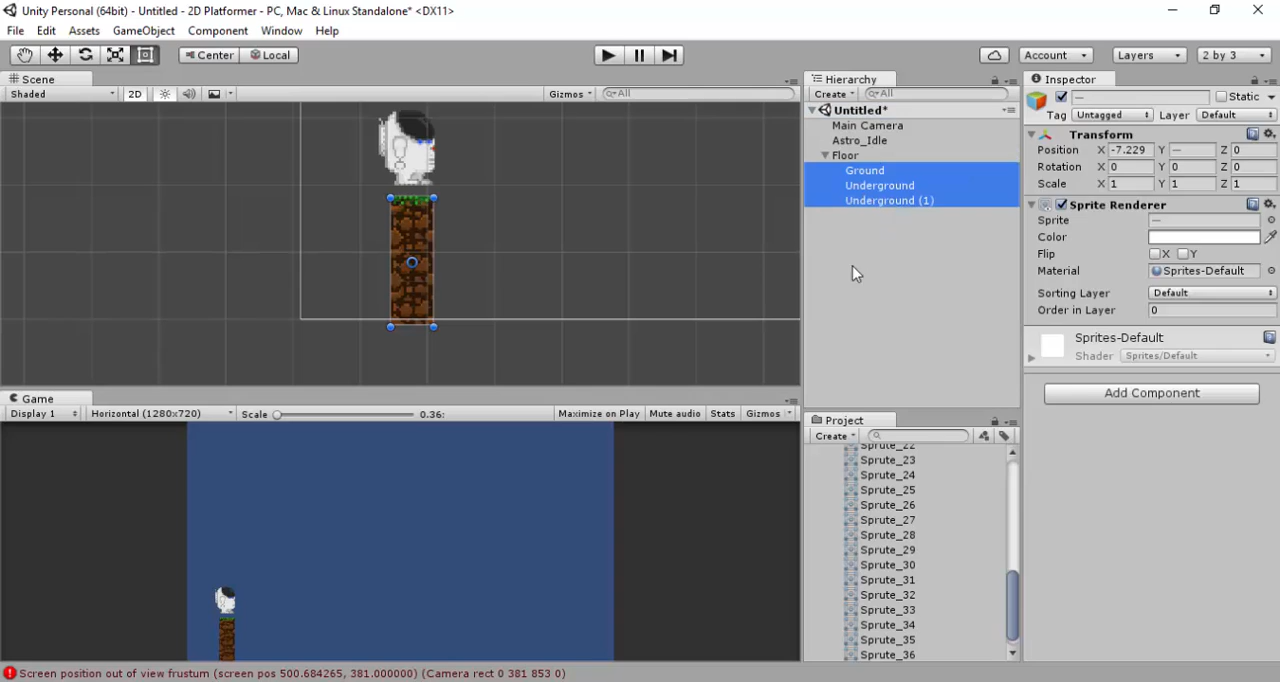 Unity Personal (64bit) - Untitled - 2D Platformer - PC, Mac & Linux Standalone* <DX11>
File Edit Assets GameObject Component Window Help
Center Local Account Layers 2 by 3
Scene
Shaded 2D Gizmos All
Hierarchy
Create All
Untitled*
Main Camera
Astro_Idle
Floor
Ground
Underground
Underground (1)
Inspector
— Static
Tag Untagged Layer Default
Transform
Position X -7.229 Y — Z 0
Rotation X 0 Y 0 Z 0
Scale X 1 Y 1 Z 1
Sprite Renderer
Sprite —
Color
Flip X Y
Material Sprites-Default
Sorting Layer Default
Order in Layer 0
Sprites-Default
Shader Sprites/Default
Add Component
Game
Display 1 Horizontal (1280x720) Scale 0.36: Maximize on Play Mute audio Stats Gizmos
Project
Create
Sprute_22
Sprute_23
Sprute_24
Sprute_25
Sprute_26
Sprute_27
Sprute_28
Sprute_29
Sprute_30
Sprute_31
Sprute_32
Sprute_33
Sprute_34
Sprute_35
Sprute_36
Screen position out of view frustum (screen pos 500.684265, 381.000000) (Camera rect 0 381 853 0)